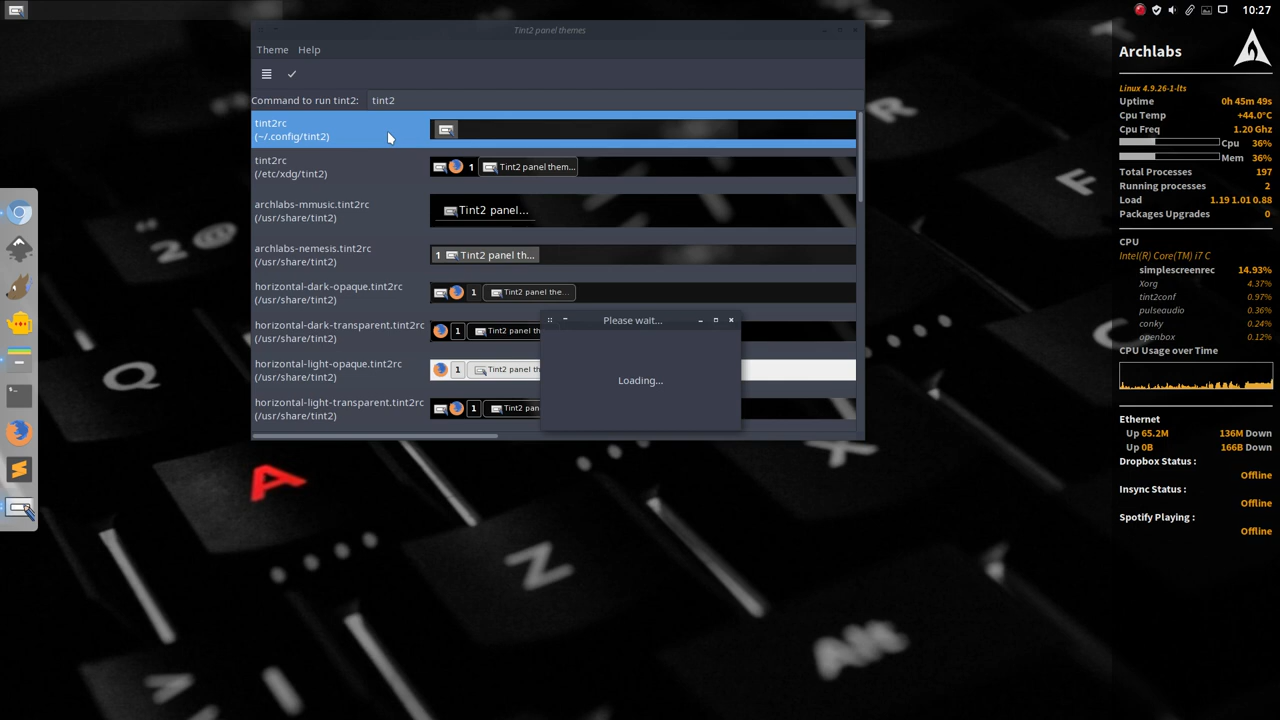 10:27
Tint2 panel themes
Theme Help
Command to run tint2: tint2
tint2rc
(~/.config/tint2)
tint2rc
(/etc/xdg/tint2)
1 Tint2 panel them...
archlabs-mmusic.tint2rc
(/usr/share/tint2)
Tint2 panel...
archlabs-nemesis.tint2rc
(/usr/share/tint2)
1 Tint2 panel th...
horizontal-dark-opaque.tint2rc
(/usr/share/tint2)
1 Tint2 panel the...
horizontal-dark-transparent.tint2rc
(/usr/share/tint2)
1 Tint2 panel th
horizontal-light-opaque.tint2rc
(/usr/share/tint2)
1 Tint2 panel th
horizontal-light-transparent.tint2rc
(/usr/share/tint2)
1 Tint2 pan
Please wait...
Loading...
Archlabs
Linux 4.9.26-1-lts
Uptime 0h 45m 49s
Cpu Temp +44.0°C
Cpu Freq 1.20 Ghz
Cpu 36%
Mem 36%
Total Processes 197
Running processes 2
Load 1.19 1.01 0.88
Packages Upgrades 0
CPU
Intel(R) Core(TM) i7 C
simplescreenrec 14.93%
Xorg 4.37%
tint2conf 0.97%
pulseaudio 0.36%
conky 0.24%
openbox 0.12%
CPU Usage over Time
Ethernet
Up 65.2M 136M Down
Up 0B 166B Down
Dropbox Status :
Offline
Insync Status :
Offline
Spotify Playing :
Offline
2
R
F
Q
C
A
X
Z
Alt